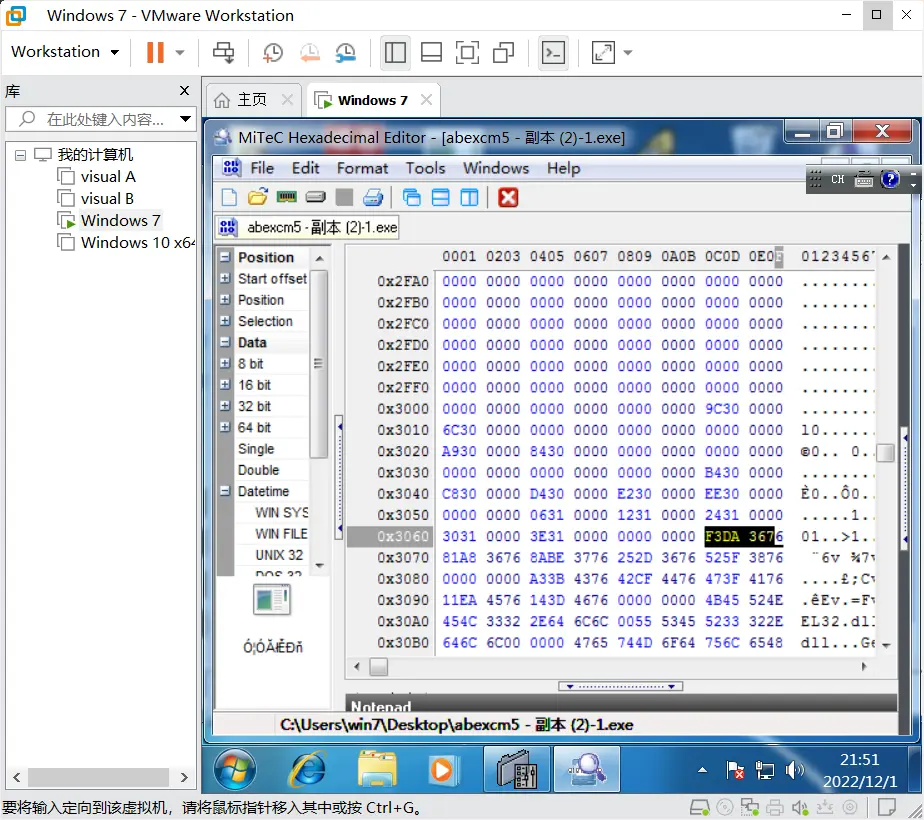 Windows 7 - VMware Workstation
Workstation
库
主页
Windows 7
在此处键入内容...
我的计算机
visual A
visual B
Windows 7
Windows 10 x64
MiTeC Hexadecimal Editor - [abexcm5 - 副本 (2)-1.exe]
File Edit Format Tools Windows Help
CH
abexcm5 - 副本 (2)-1.exe
Position
Start offset
Position
Selection
Data
8 bit
16 bit
32 bit
64 bit
Single
Double
Datetime
WIN SYS
WIN FILE
UNIX 32
DOS 32
Ó¦ÓÃÀÉÐñ
0001 0203 0405 0607 0809 0A0B 0C0D 0E0F 01234567
0x2FA0 0000 0000 0000 0000 0000 0000 0000 0000 ........
0x2FB0 0000 0000 0000 0000 0000 0000 0000 0000 ........
0x2FC0 0000 0000 0000 0000 0000 0000 0000 0000 ........
0x2FD0 0000 0000 0000 0000 0000 0000 0000 0000 ........
0x2FE0 0000 0000 0000 0000 0000 0000 0000 0000 ........
0x2FF0 0000 0000 0000 0000 0000 0000 0000 0000 ........
0x3000 0000 0000 0000 0000 0000 0000 9C30 0000 ........
0x3010 6C30 0000 0000 0000 0000 0000 0000 0000 l0......
0x3020 A930 0000 8430 0000 0000 0000 0000 0000 ©0.. 0..
0x3030 0000 0000 0000 0000 0000 0000 B430 0000 ........
0x3040 C830 0000 D430 0000 E230 0000 EE30 0000 È0..Ô0..
0x3050 0000 0000 0631 0000 1231 0000 2431 0000 .....1..
0x3060 3031 0000 3E31 0000 0000 0000 F3DA 3676 01..>1..
0x3070 81A8 3676 8ABE 3776 252D 3676 525F 3876 ¨6v ¾7v
0x3080 0000 0000 A33B 4376 42CF 4476 473F 4176 ....£;Cv
0x3090 11EA 4576 143D 4676 0000 0000 4B45 524E .êEv.=Fv
0x30A0 454C 3332 2E64 6C6C 0055 5345 5233 322E EL32.dll
0x30B0 646C 6C00 0000 4765 744D 6F64 756C 6548 dll...Ge
Notepad
C:\Users\win7\Desktop\abexcm5 - 副本 (2)-1.exe
21:51
2022/12/1
要将输入定向到该虚拟机，请将鼠标指针移入其中或按 Ctrl+G。